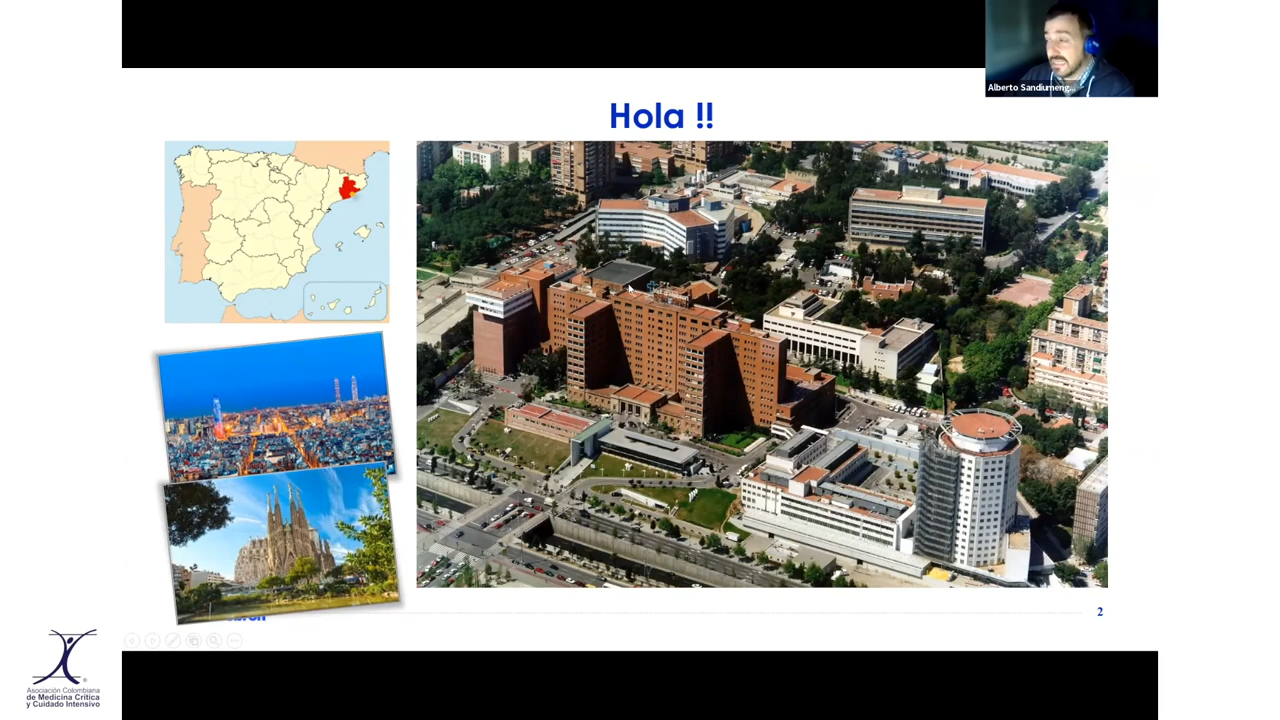 Alberto Sandiumeng...
Hola !!
2
Asociación Colombiana
de Medicina Crítica
y Cuidado Intensivo